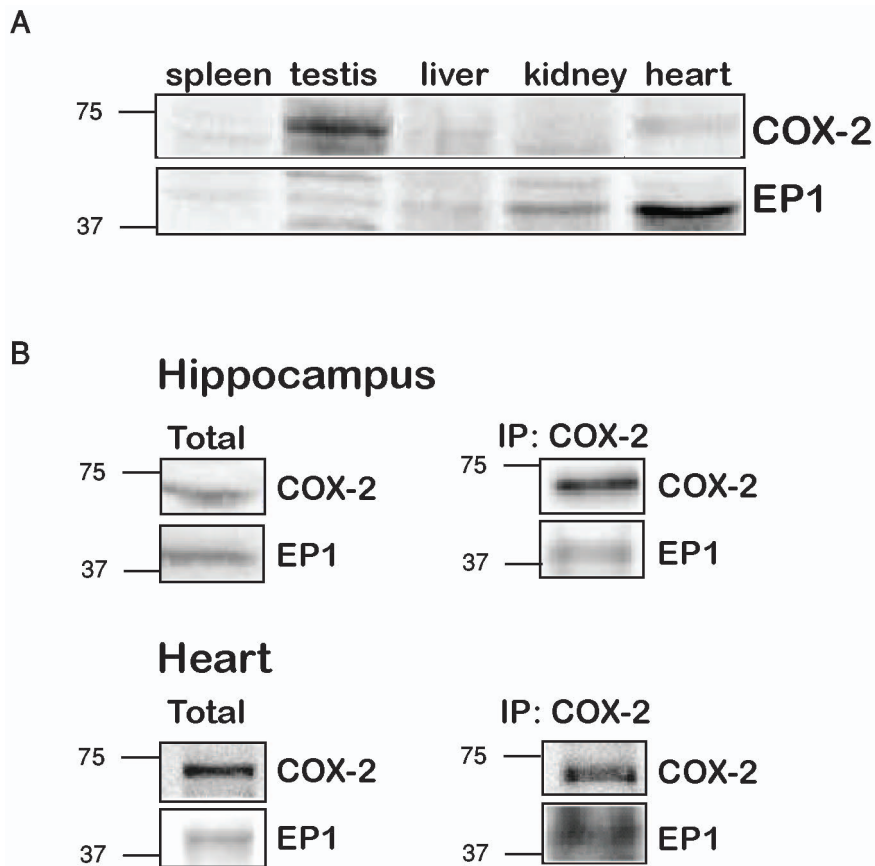 A
spleen testis liver kidney heart
75
COX-2
EP1
37
B
Hippocampus
Total
IP: COX-2
75
COX-2
75
COX-2
37
EP1
37
EP1
Heart
Total
IP: COX-2
75
COX-2
75
COX-2
37
EP1
37
EP1